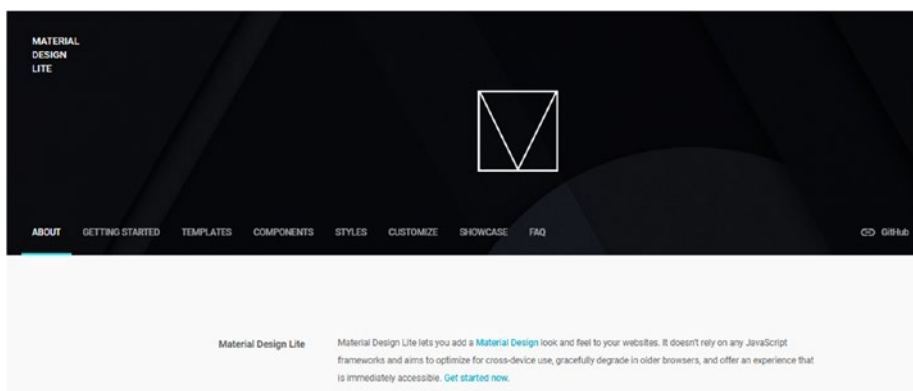 MATERIAL
DESIGN
LITE
ABOUT GETTING STARTED TEMPLATES COMPONENTS STYLES CUSTOMIZE SHOWCASE FAQ GitHub
Material Design Lite
Material Design Lite lets you add a Material Design look and feel to your websites. It doesn't rely on any JavaScript
frameworks and aims to optimize for cross-device use, gracefully degrade in older browsers, and offer an experience that
is immediately accessible. Get started now.